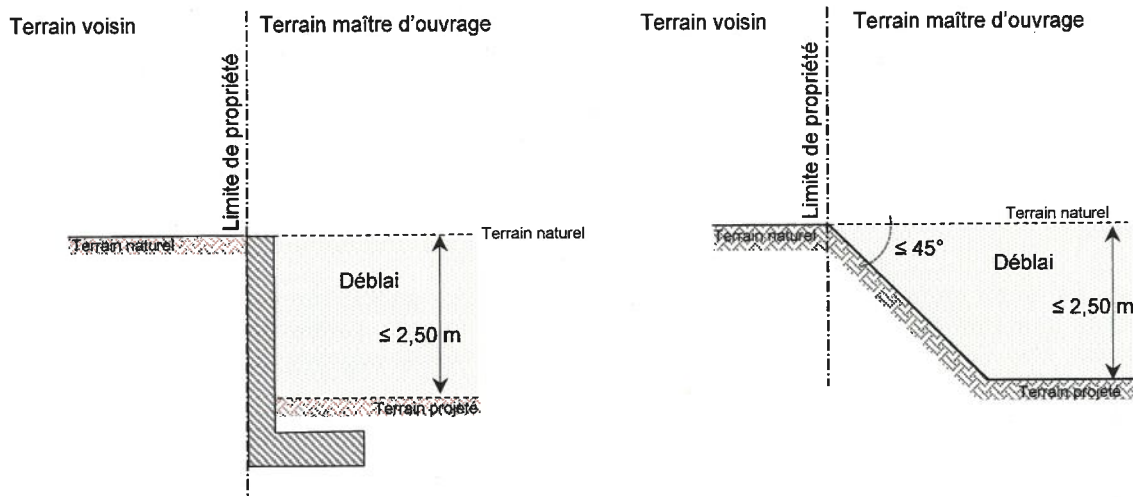 Terrain voisin
Terrain maître d'ouvrage
Limite de propriété
Terrain naturel
Terrain naturel
Déblai
≤ 2,50 m
Terrain projeté
Terrain voisin
Terrain maître d'ouvrage
Limite de propriété
Terrain naturel
Terrain naturel
≤ 45°
Déblai
≤ 2,50 m
Terrain projeté